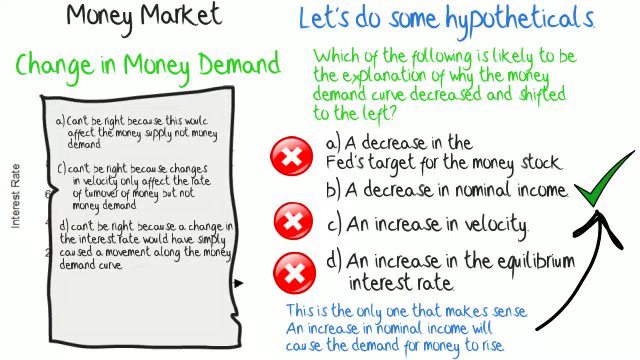 Money Market
Change in Money Demand
Interest Rate
a) Can't be right because this would
affect the money supply not money
demand
c) can't be right because changes
in velocity only affect the rate
of turnover of money but not
money demand
d) can't be right because a change in
the interest rate would have simply
caused a movement along the money
demand curve
Let's do some hypotheticals.
Which of the following is likely to be
the explanation of why the money
demand curve decreased and shifted
to the left?
a) A decrease in the
Fed's target for the money stock
b) A decrease in nominal income.
c) An increase in velocity.
d) An increase in the equilibrium
interest rate.
This is the only one that makes sense
An increase in nominal income will
cause the demand for money to rise.